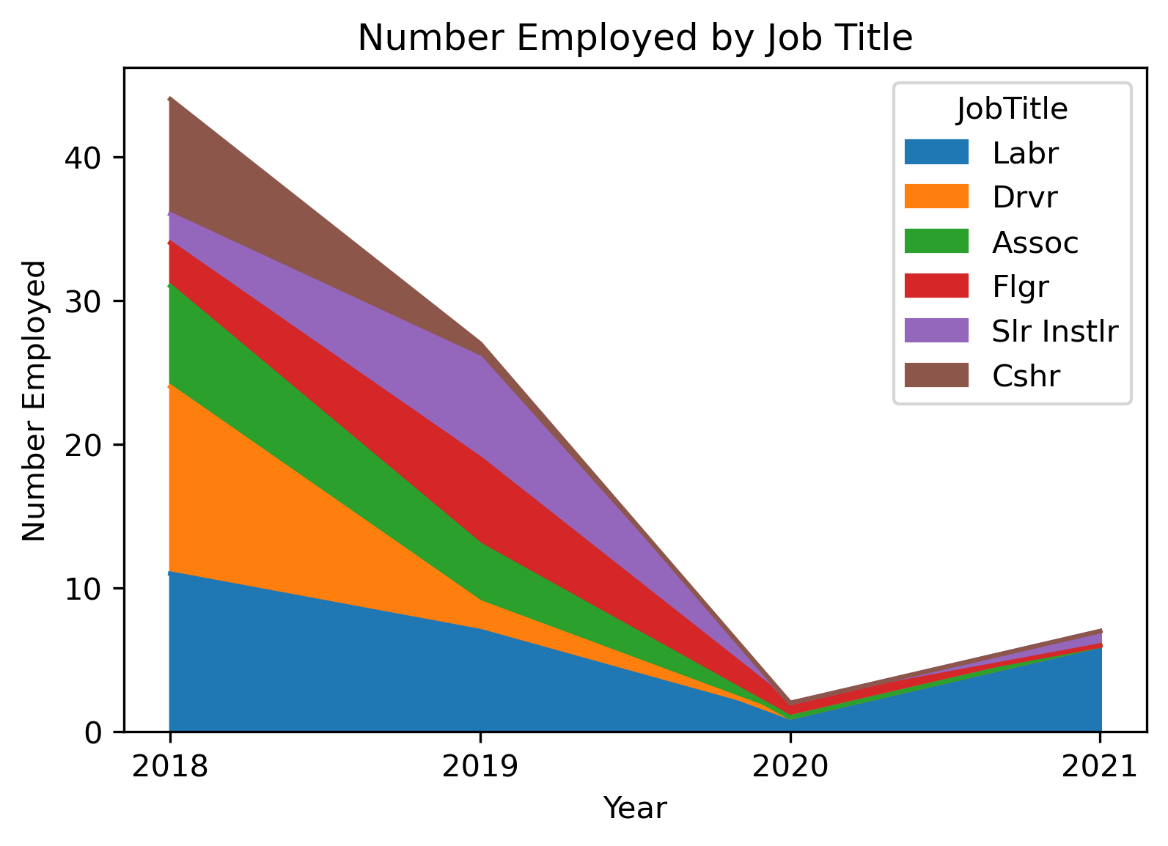 Number Employed by Job Title
JobTitle
Labr
Drvr
Assoc
Flgr
Slr Instlr
Cshr
Number Employed
40
30
20
10
0
2018 2019 2020 2021
Year